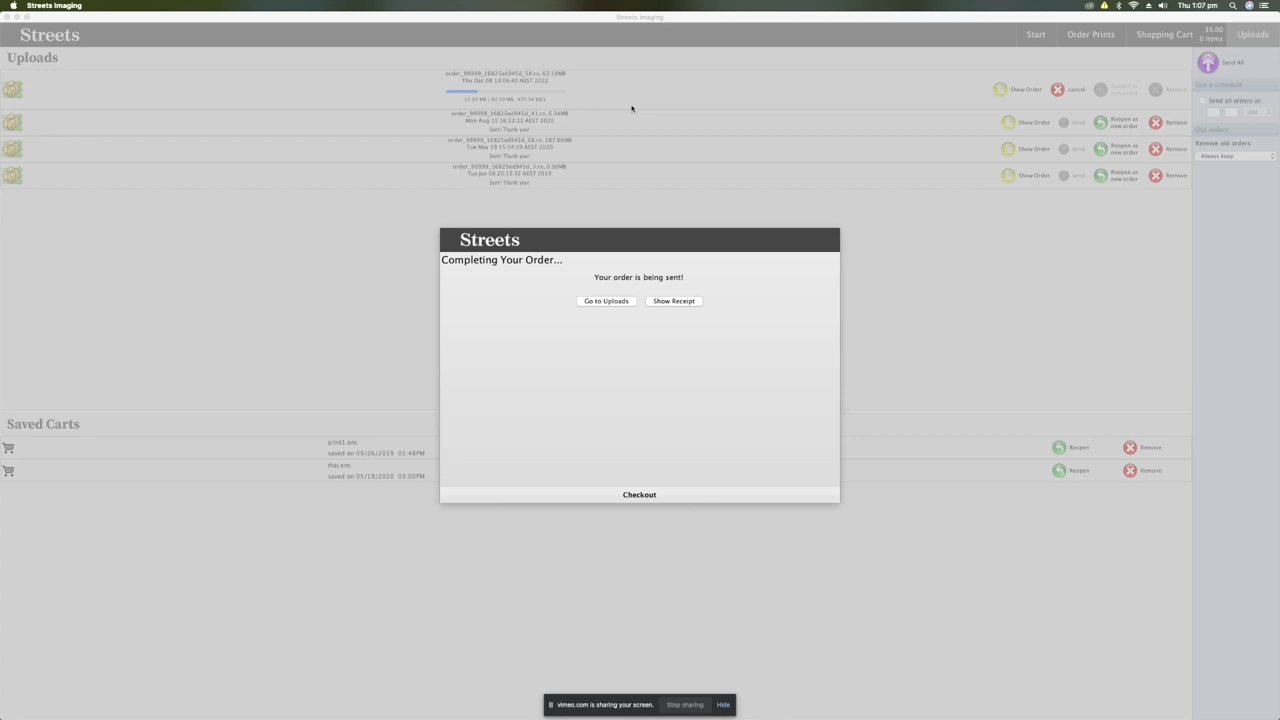 Streets Imaging
Thu 1:07 pm
Streets Imaging
Streets
Start
Order Prints
Shopping Cart
$5.00
0 items
Uploads
Uploads
order_99999_16825ed945d_58.ro, 62.19MB
Thu Dec 08 13:06:40 AEST 2022
Show Order
Cancel
Reopen as
new order
Remove
order_99999_16825ed945d_41.ro, 6.34MB
Mon Aug 10 16:12:12 AEST 2020
Sent! Thank you!
Show Order
Send
Reopen as
new order
Remove
order_99999_16825ed945d_28.ro, 287.66MB
Tue May 19 15:14:19 AEST 2020
Sent! Thank you!
Show Order
Send
Reopen as
new order
Remove
order_99999_16825ed945d_3.ro, 0.30MB
Tue Jan 08 20:13:32 AEST 2019
Sent! Thank you!
Show Order
Send
Reopen as
new order
Remove
Send All
Use a schedule
Send all orders at:
AM
Old orders
Remove old orders:
Always keep
Streets
Completing Your Order...
Your order is being sent!
Go to Uploads
Show Receipt
Checkout
Saved Carts
print1.enc
saved on 09/26/2019 05:48PM
Reopen
Remove
thai.enc
saved on 05/19/2020 03:00PM
Reopen
Remove
vimeo.com is sharing your screen.
Stop sharing
Hide